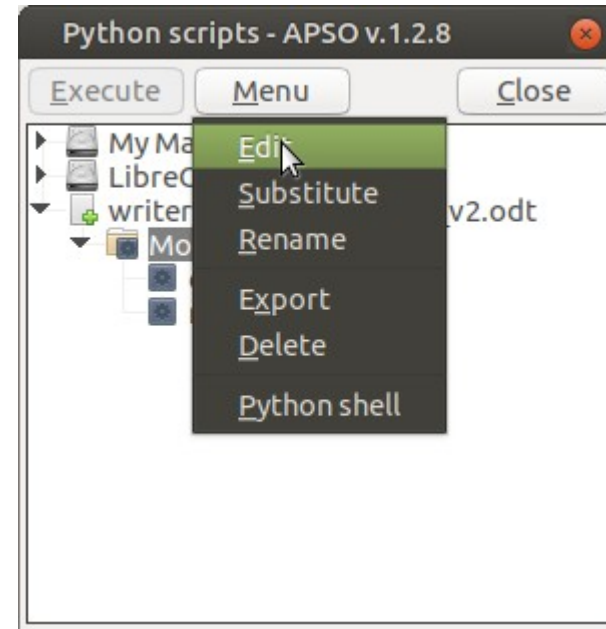 Python scripts - APSO v.1.2.8
Execute Menu Close
My Ma
Edit
LibreO
Substitute
writer v2.odt
Rename
Mo
Export
Delete
Python shell